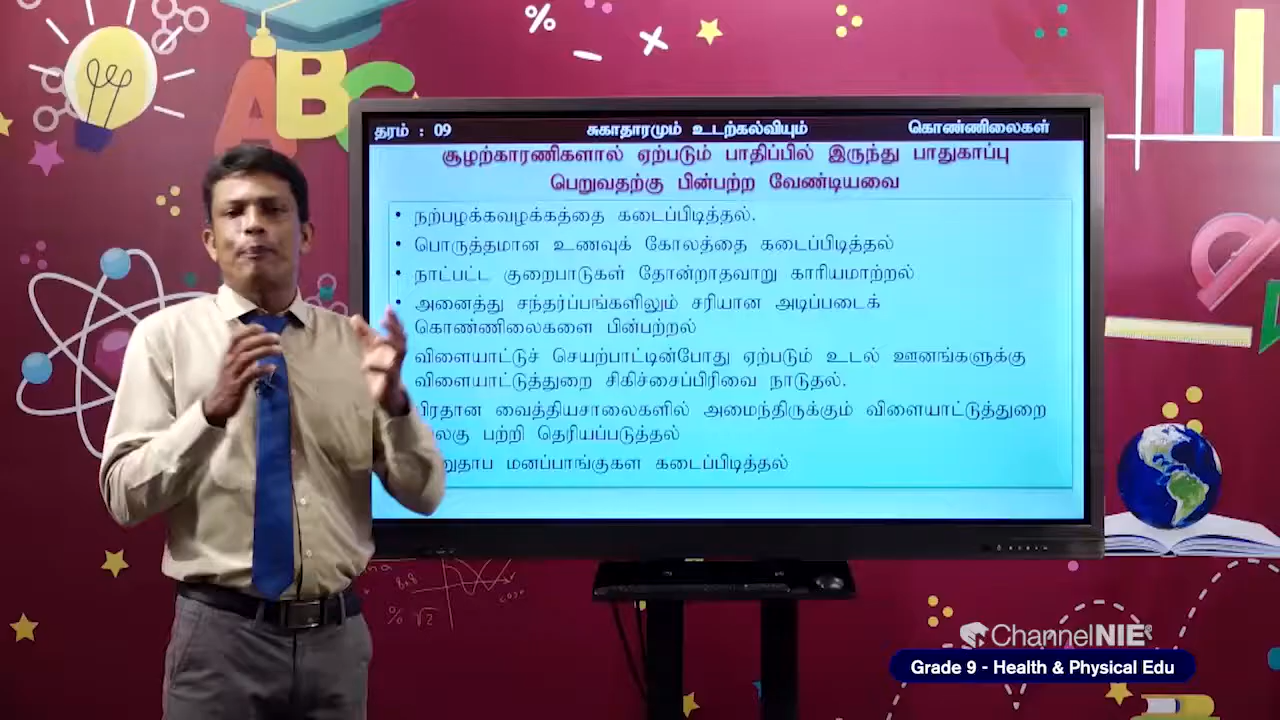 ABC
தரம் : 09 சுகாதாரமும் உடற்கல்வியும் கொண்ணிலைகள்
சூழற்காரணிகளால் ஏற்படும் பாதிப்பில் இருந்து பாதுகாப்பு
பெறுவதற்கு பின்பற்ற வேண்டியவை
• நற்பழக்கவழக்கத்தை கடைப்பிடித்தல்.
• பொருத்தமான உணவுக் கோலத்தை கடைப்பிடித்தல்
• நாட்பட்ட குறைபாடுகள் தோன்றாதவாறு காரியமாற்றல்
• அனைத்து சந்தர்ப்பங்களிலும் சரியான அடிப்படைக்
கொண்ணிலைகளை பின்பற்றல்
விளையாட்டுச் செயற்பாட்டின்போது ஏற்படும் உடல் ஊனங்களுக்கு
விளையாட்டுத்துறை சிகிச்சைப்பிரிவை நாடுதல்.
பிரதான வைத்தியசாலைகளில் அமைந்திருக்கும் விளையாட்டுத்துறை
பற்றி தெரியப்படுத்தல்
மனப்பாங்குகள கடைப்பிடித்தல்
% √2
ChannelNIE
Grade 9 - Health & Physical Edu